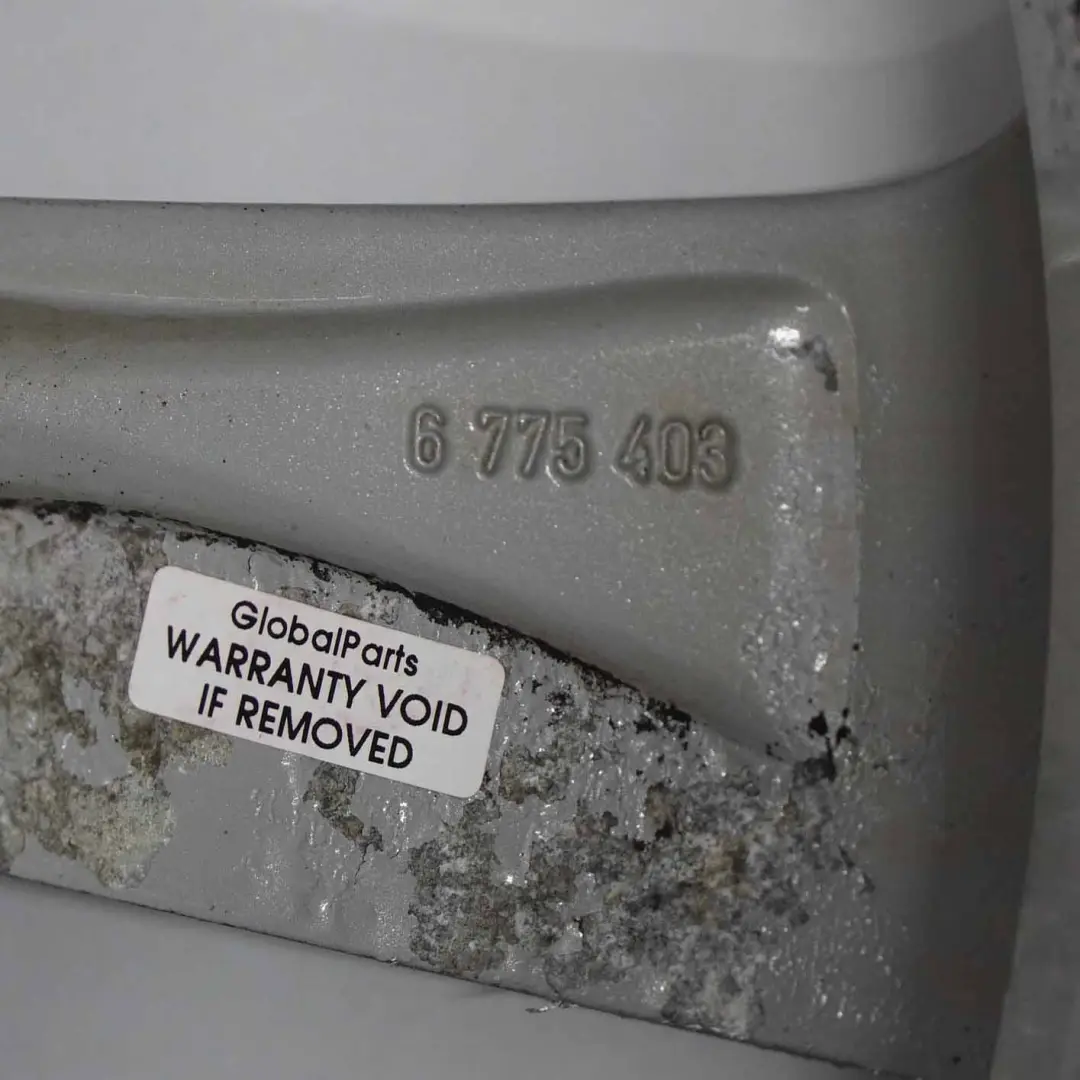 6 775 403
GlobalParts
WARRANTY VOID
IF REMOVED